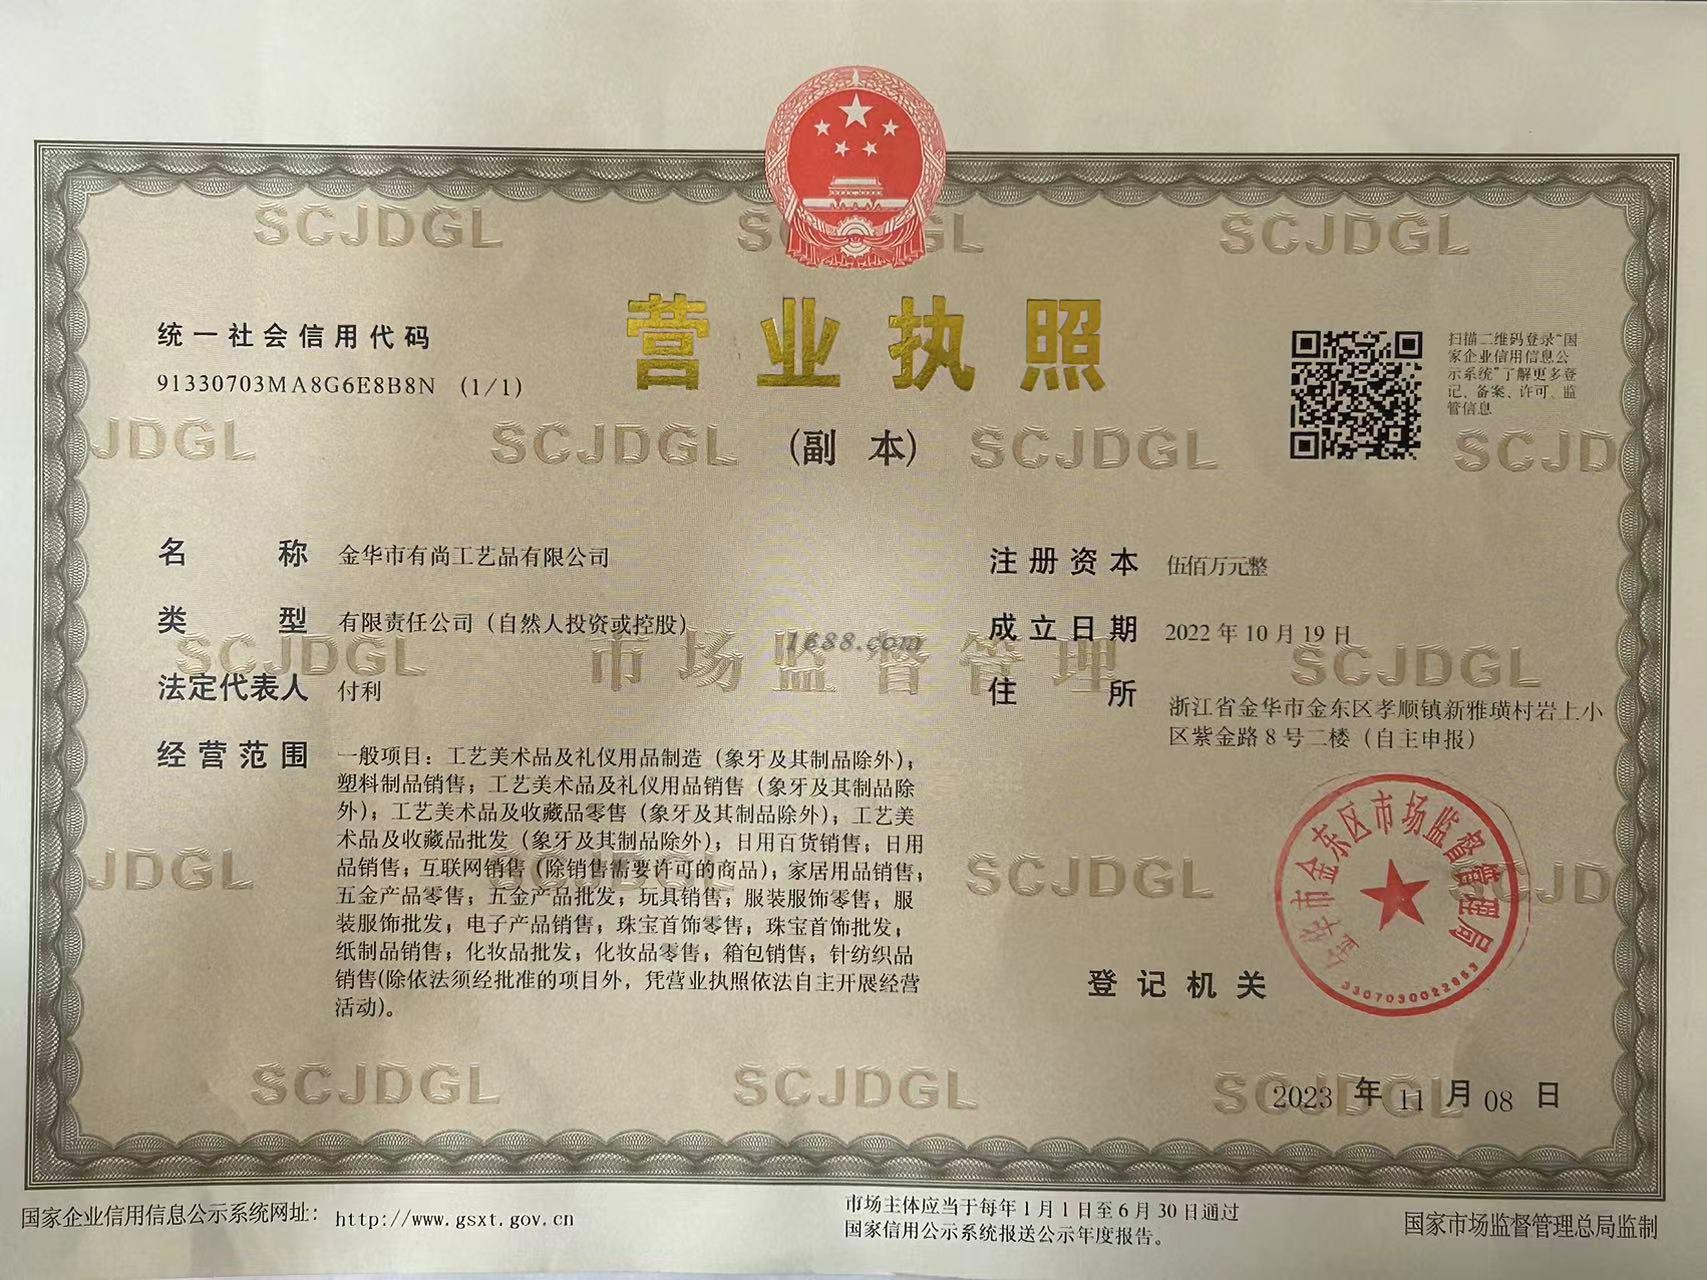 SCJDGL SCJDGL SCJDGL
营业执照
(副 本)
统一社会信用代码
91330703MA8G6E8B8N (1/1)
扫描二维码登录“国
家企业信用信息公
示系统”了解更多登
记、备案、许可、监
管信息
JDGL SCJDGL SCJDGL SCJD
名 称 金华市有尚工艺品有限公司
类 型 有限责任公司（自然人投资或控股）
法定代表人 付利
经营范围 一般项目：工艺美术品及礼仪用品制造（象牙及其制品除外）；
塑料制品销售；工艺美术品及礼仪用品销售（象牙及其制品除
外）；工艺美术品及收藏品零售（象牙及其制品除外）；工艺美
术品及收藏品批发（象牙及其制品除外）；日用百货销售；日用
品销售；互联网销售（除销售需要许可的商品）；家居用品销售；
五金产品零售；五金产品批发；玩具销售；服装服饰零售；服
装服饰批发；电子产品销售；珠宝首饰零售；珠宝首饰批发；
纸制品销售；化妆品批发；化妆品零售；箱包销售；针纺织品
销售(除依法须经批准的项目外，凭营业执照依法自主开展经营
活动)。
注册资本 伍佰万元整
成立日期 2022年10月19日
住 所 浙江省金华市金东区孝顺镇新雅璜村岩上小
区紫金路8号二楼（自主申报）
1688.com
SCJDGL 市场监督管理 SCJDGL
JDGL SCJDGL SCJDGL SCJD
金华市金东区市场监督管理局
登记机关
SCJDGL SCJDGL SCJDGL
2023 年 11 月 08 日
国家企业信用信息公示系统网址：http://www.gsxt.gov.cn
市场主体应当于每年1月1日至6月30日通过
国家信用公示系统报送公示年度报告。
国家市场监督管理总局监制